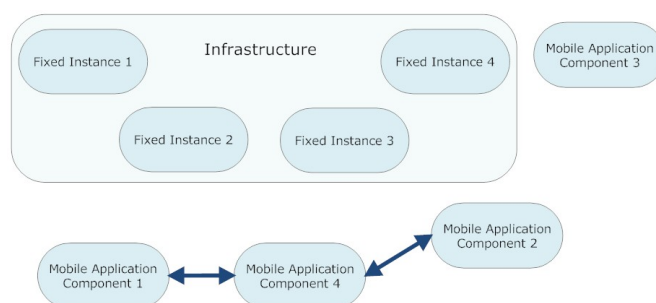 Infrastructure
Fixed Instance 1
Fixed Instance 4
Mobile Application
Component 3
Fixed Instance 2
Fixed Instance 3
Mobile Application
Component 2
Mobile Application
Component 1
Mobile Application
Component 4